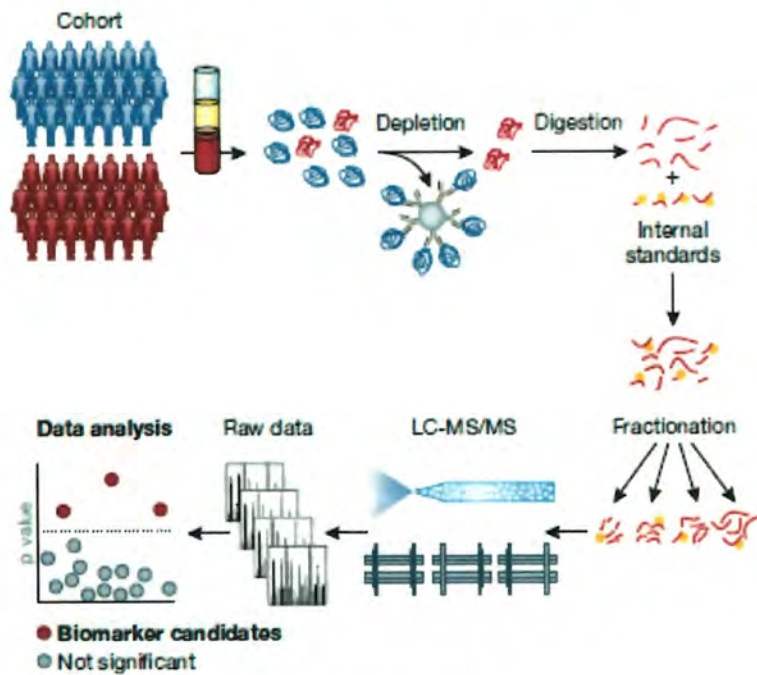 Cohort
Depletion
Digestion
+
Internal
standards
Fractionation
LC-MS/MS
Raw data
Data analysis
p value
Biomarker candidates
Not significant